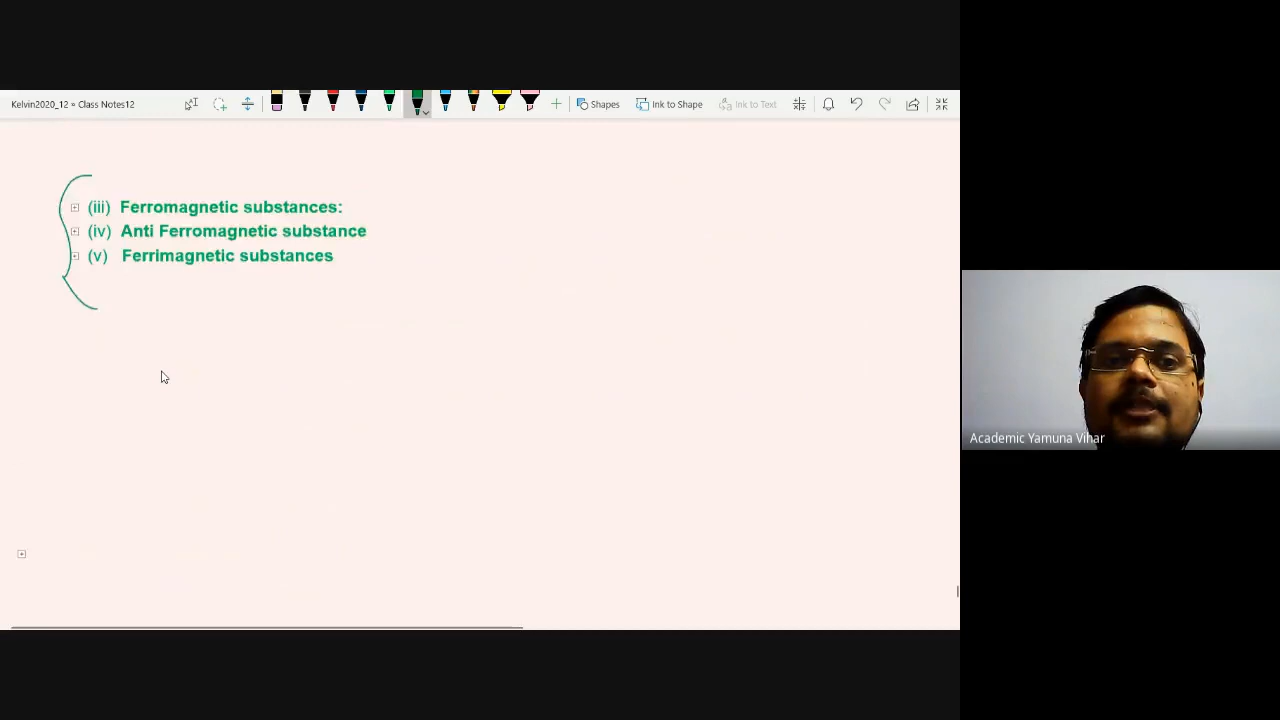 Kelvin2020_12 » Class Notes12
Shapes
Ink to Shape
Ink to Text
(iii) Ferromagnetic substances:
(iv) Anti Ferromagnetic substance
(v) Ferrimagnetic substances
Academic Yamuna Vihar